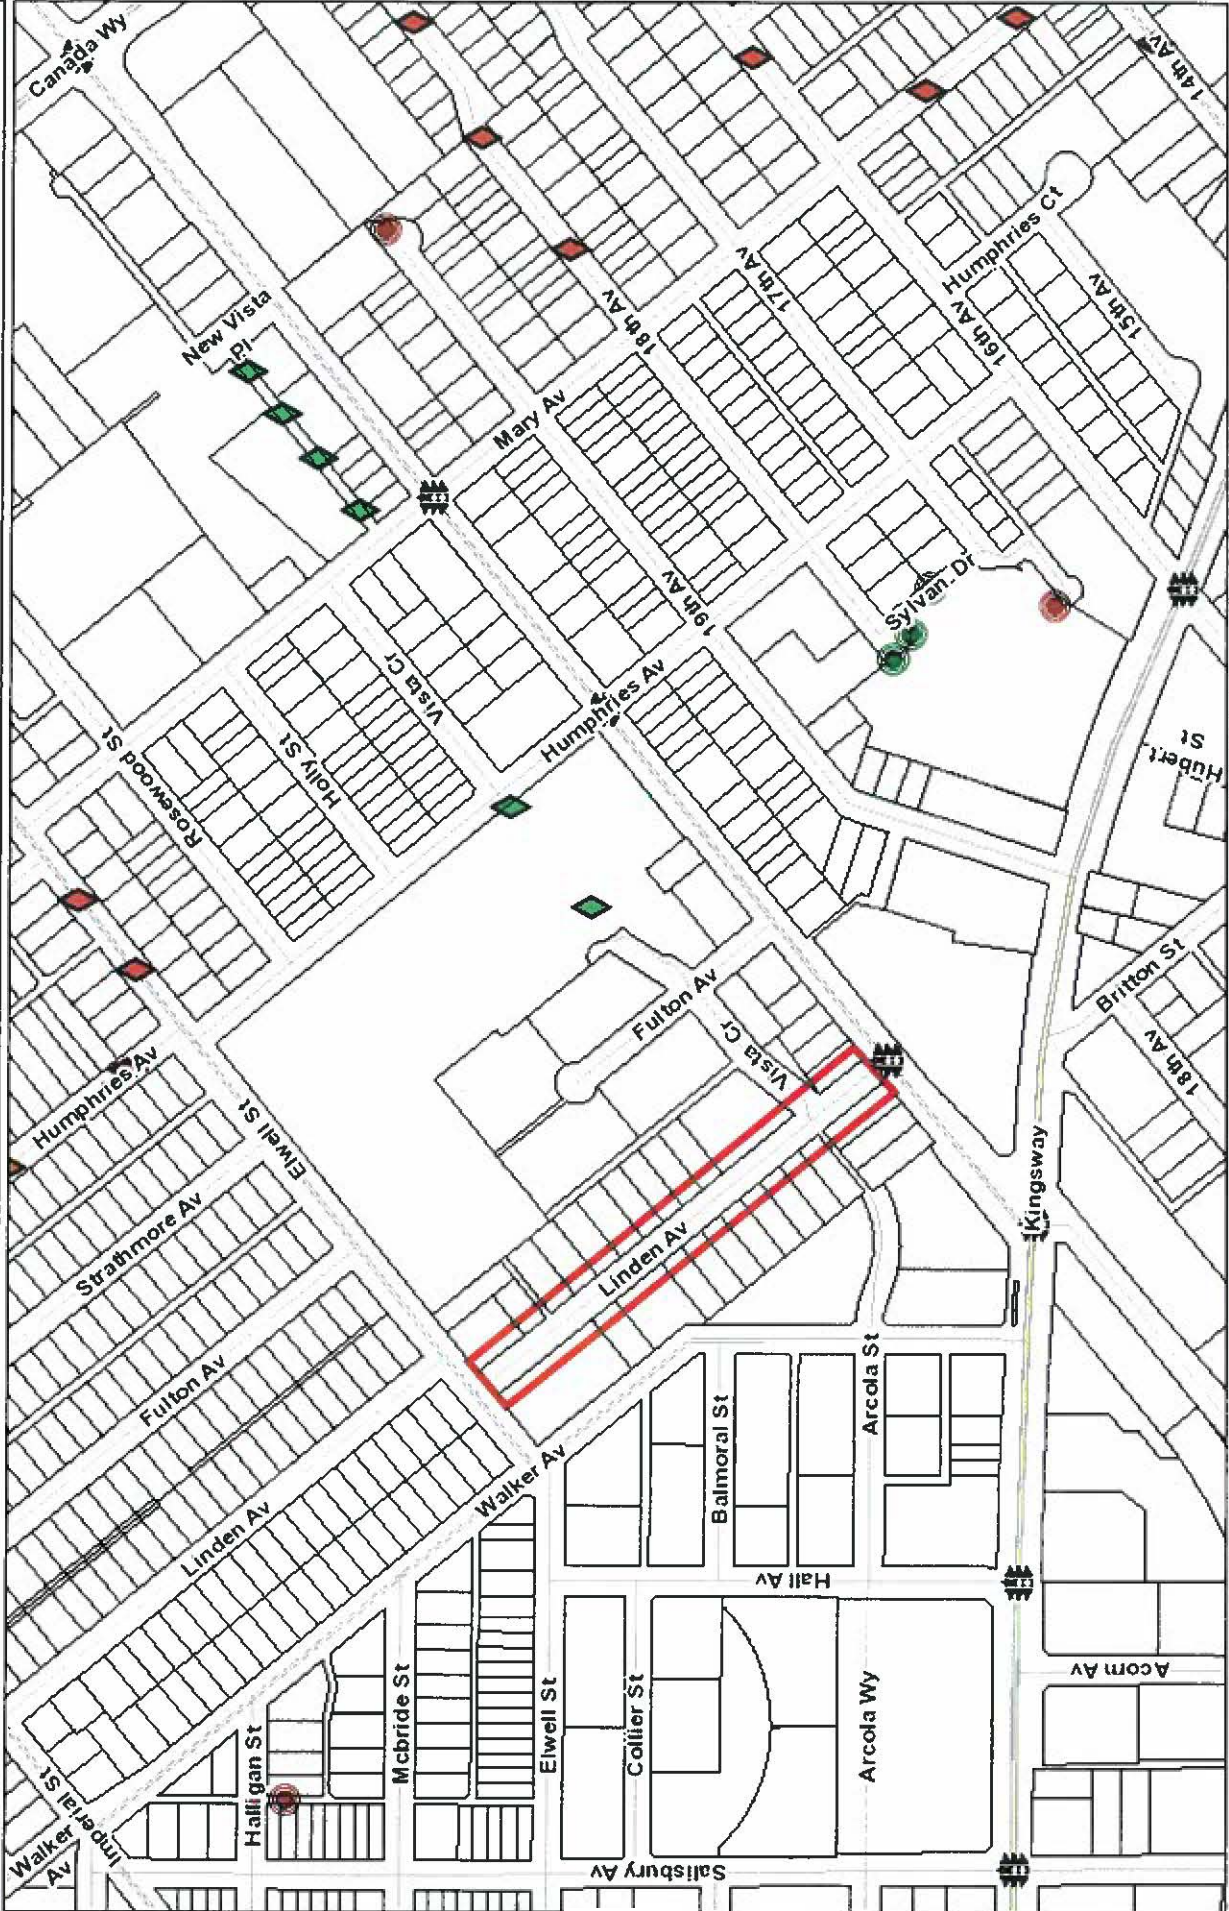 Canada Wy
14th Av
Humphries Ct
New Vista
Pl
17th Av
18th Av
16th Av
15th Av
Mary Av
19th Av
Sylvan Dr
Vista Cr
Humphries Av
Rosewood St
Holly St
Hubert
St
Fulton Av
Britton St
Vista Cr
18th Av
Humphries Av
Elwell St
Strathmore Av
Kingsway
Linden Av
Fulton Av
Arcola St
Balmoral St
Walker Av
Linden Av
Hall Av
Acorn Av
Mcbride St
Elwell St
Collier St
Arcola Wy
Halligan St
Imperial St
Walker
Av
Salisbury Av